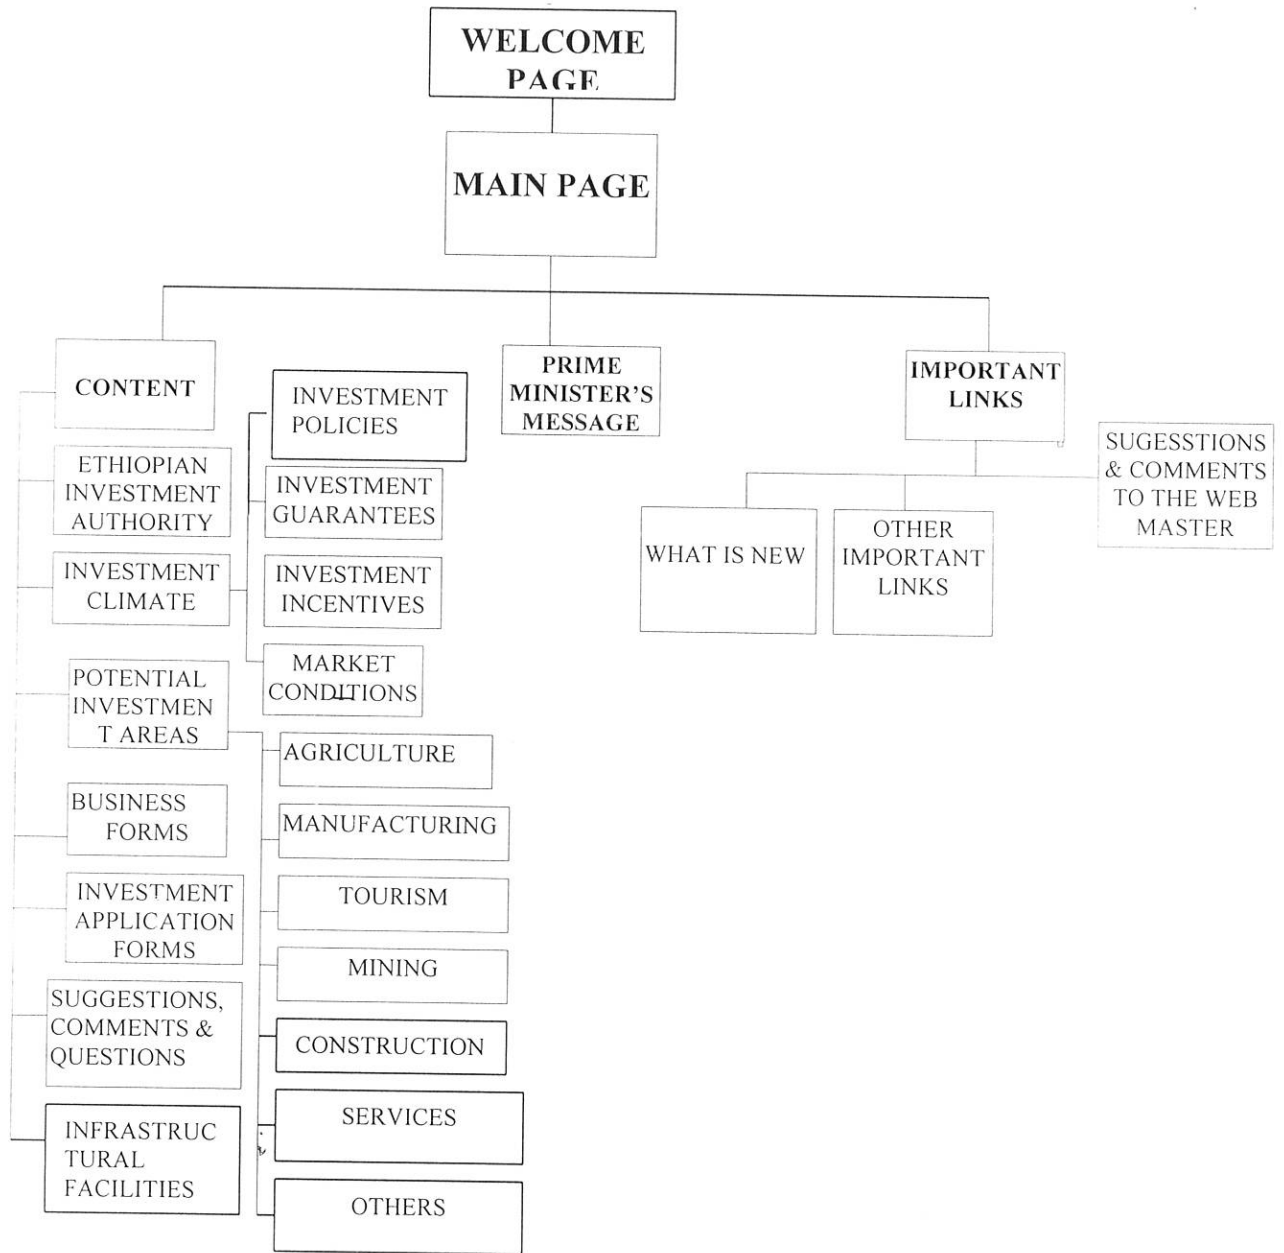 WELCOME
PAGE
MAIN PAGE
CONTENT
ETHIOPIAN
INVESTMENT
AUTHORITY
INVESTMENT
CLIMATE
INVESTMENT
POLICIES
INVESTMENT
GUARANTEES
INVESTMENT
INCENTIVES
MARKET
CONDITIONS
POTENTIAL
INVESTMEN
T AREAS
AGRICULTURE
MANUFACTURING
TOURISM
MINING
CONSTRUCTION
SERVICES
OTHERS
BUSINESS
FORMS
INVESTMENT
APPLICATION
FORMS
SUGGESTIONS,
COMMENTS &
QUESTIONS
INFRASTRUC
TURAL
FACILITIES
PRIME
MINISTER'S
MESSAGE
IMPORTANT
LINKS
WHAT IS NEW
OTHER
IMPORTANT
LINKS
SUGESSTIONS
& COMMENTS
TO THE WEB
MASTER